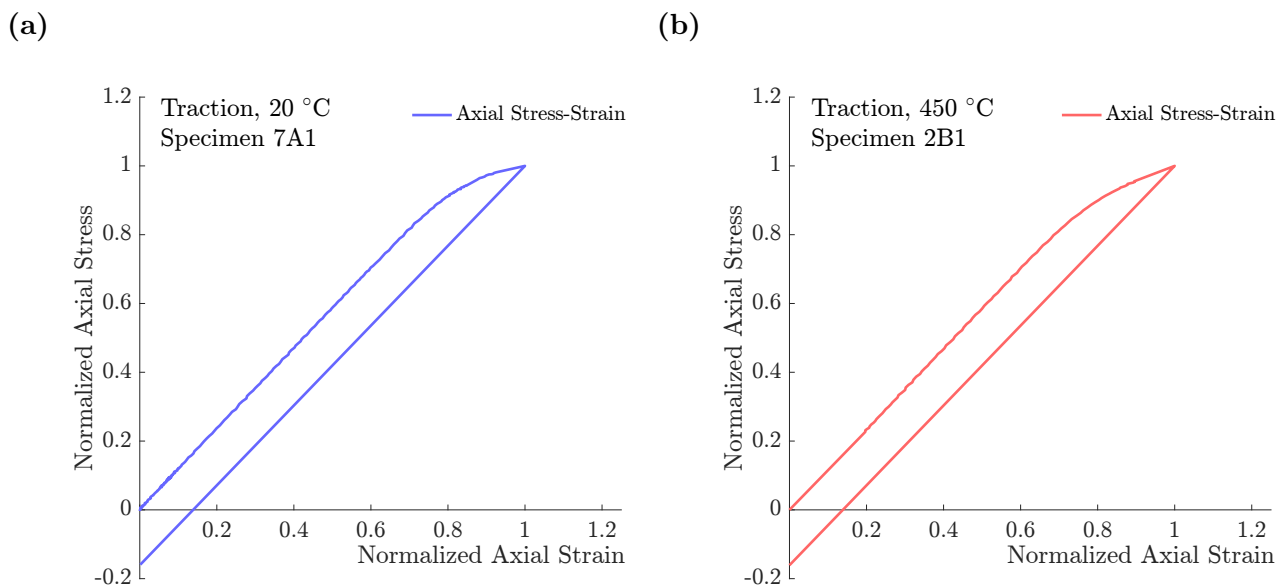 (a)
Traction, 20 °C
Specimen 7A1
Axial Stress-Strain
Normalized Axial Stress
1.2
1
0.8
0.6
0.4
0.2
0
-0.2
0.2 0.4 0.6 0.8 1 1.2
Normalized Axial Strain
(b)
Traction, 450 °C
Specimen 2B1
Axial Stress-Strain
Normalized Axial Stress
1.2
1
0.8
0.6
0.4
0.2
0
-0.2
0.2 0.4 0.6 0.8 1 1.2
Normalized Axial Strain